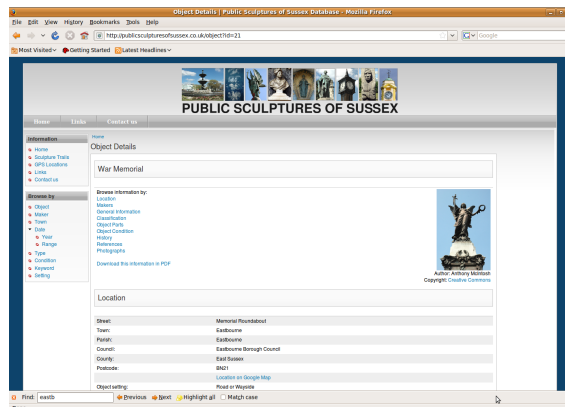 Object Details | Public Sculptures of Sussex Database - Mozilla Firefox
File Edit View History Bookmarks Tools Help
http://publicsculpturesofsussex.co.uk/object?id=21
Google
Most Visited Getting Started Latest Headlines
PUBLIC SCULPTURES OF SUSSEX
Home Links Contact us
Information
Home
Sculpture Trails
GPS Locations
Links
Contact us
Browse by
Object
Maker
Town
Date
Year
Range
Type
Condition
Keyword
Setting
Home
Object Details
War Memorial
Browse information by:
Location
Makers
General Information
Classification
Object Parts
Object Condition
History
References
Photographs
Download this information in PDF
Author: Anthony McIntosh
Copyright: Creative Commons
Location
Street: Memorial Roundabout
Town: Eastbourne
Parish: Eastbourne
Council: Eastbourne Borough Council
County: East Sussex
Postcode: BN21
Location on Google Map
Object setting: Road or Wayside
Find: eastb Previous Next Highlight all Match case